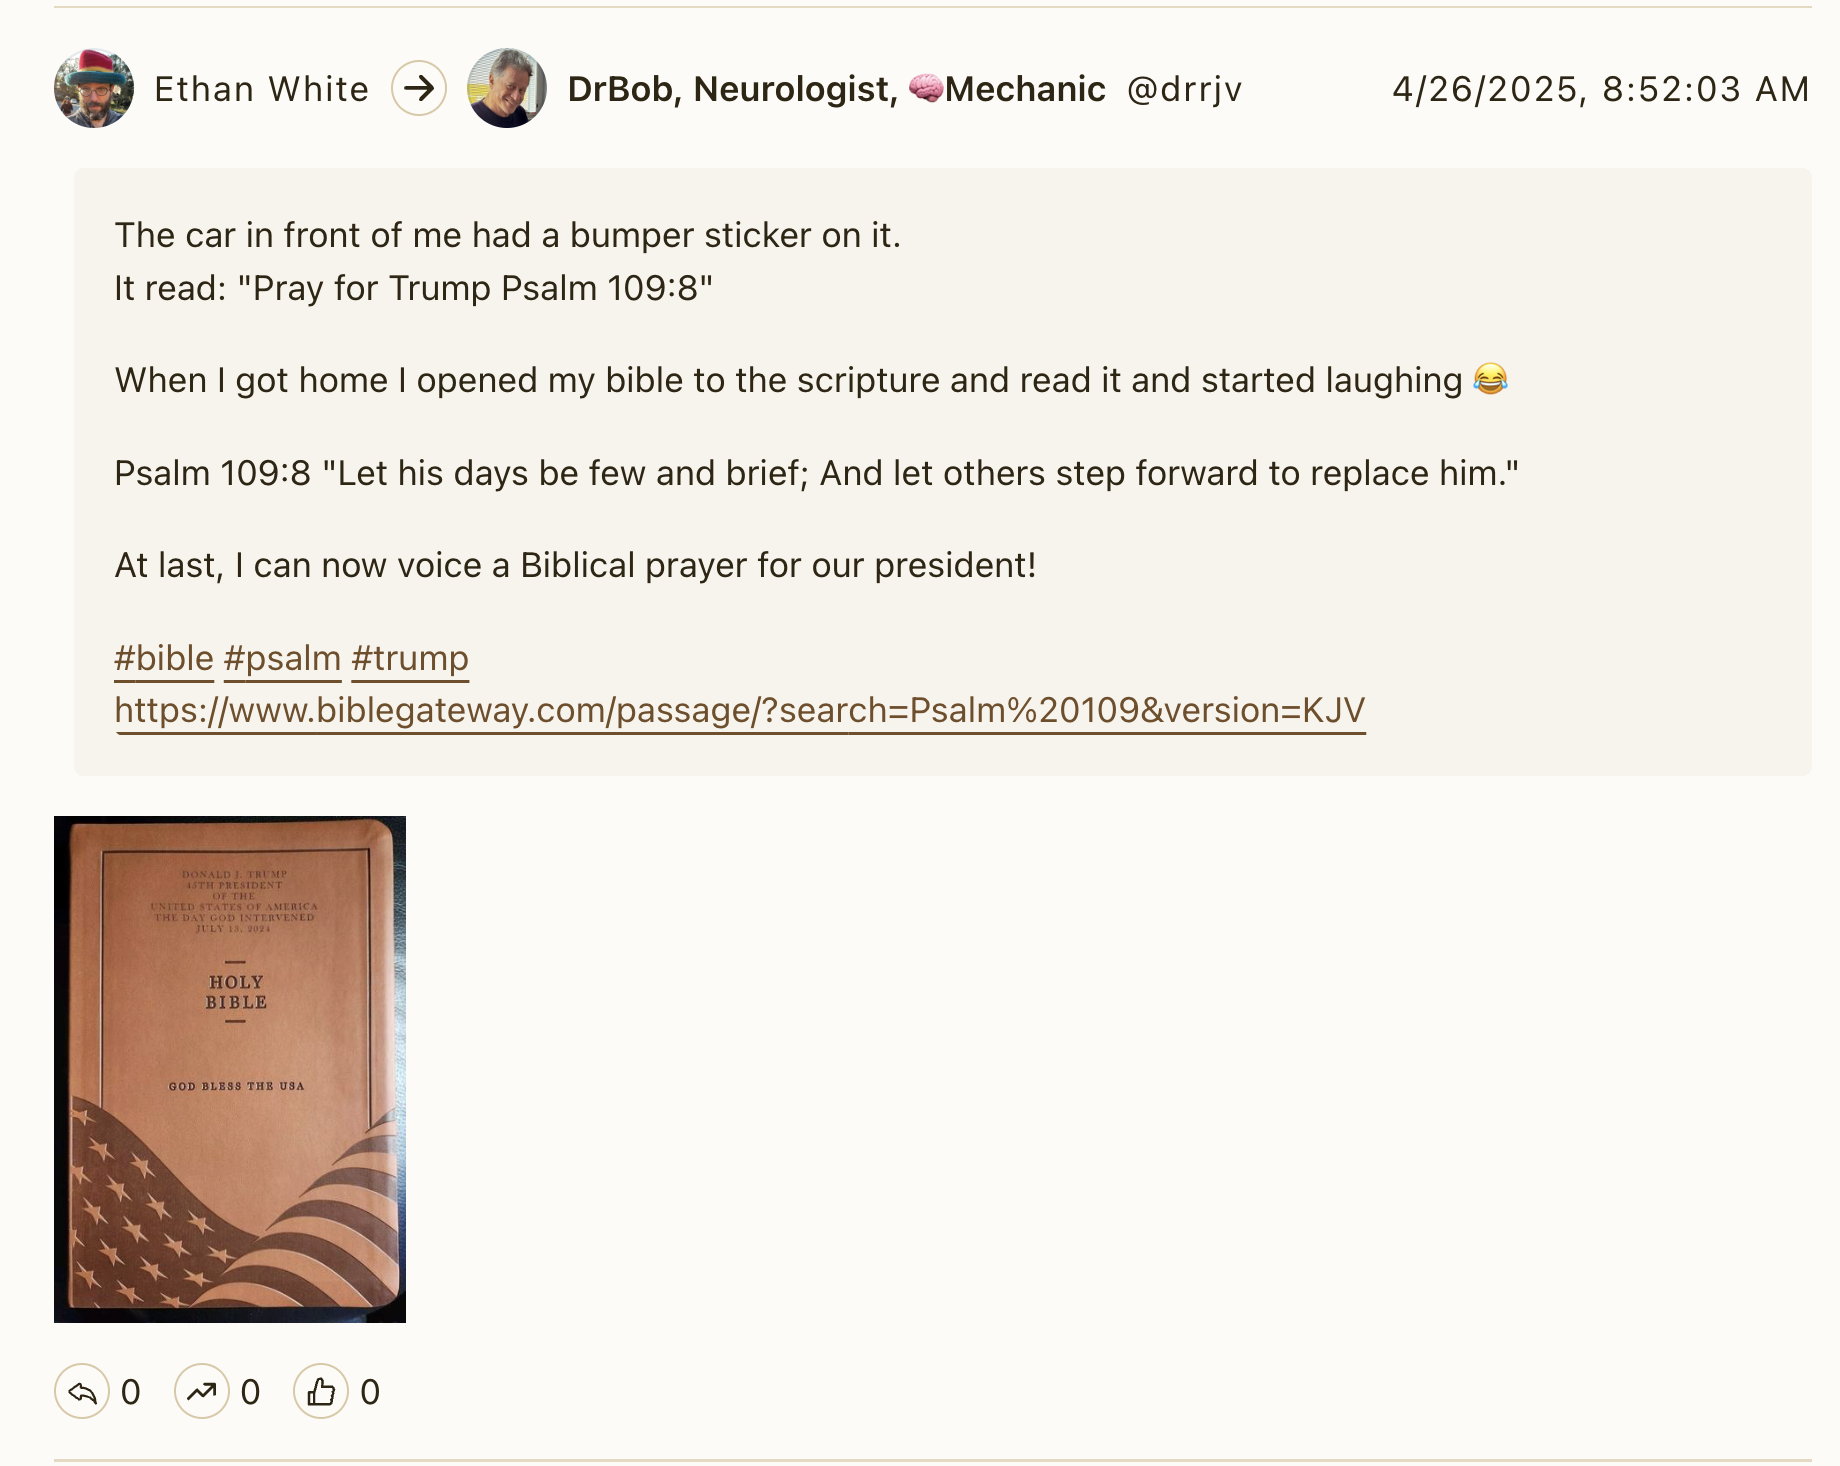 Ethan White → DrBob, Neurologist, 🧠Mechanic @drrjv 4/26/2025, 8:52:03 AM
The car in front of me had a bumper sticker on it.
It read: "Pray for Trump Psalm 109:8"
When I got home I opened my bible to the scripture and read it and started laughing 😂
Psalm 109:8 "Let his days be few and brief; And let others step forward to replace him."
At last, I can now voice a Biblical prayer for our president!
#bible #psalm #trump
https://www.biblegateway.com/passage/?search=Psalm%20109&version=KJV
DONALD J. TRUMP
45TH PRESIDENT
OF THE
UNITED STATES OF AMERICA
THE DAY GOD INTERVENED
JULY 13, 2024
HOLY
BIBLE
GOD BLESS THE USA
0 0 0